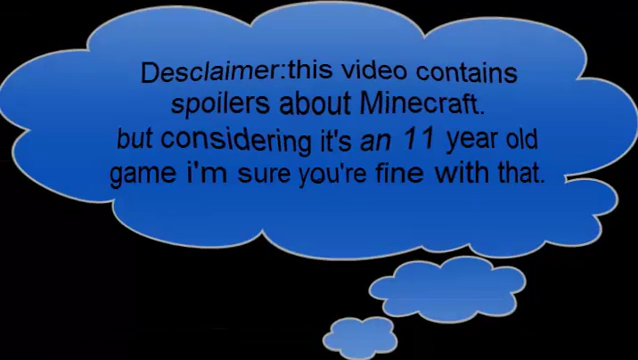 Desclaimer:this video contains
spoilers about Minecraft.
but considering it's an 11 year old
game i'm sure you're fine with that.